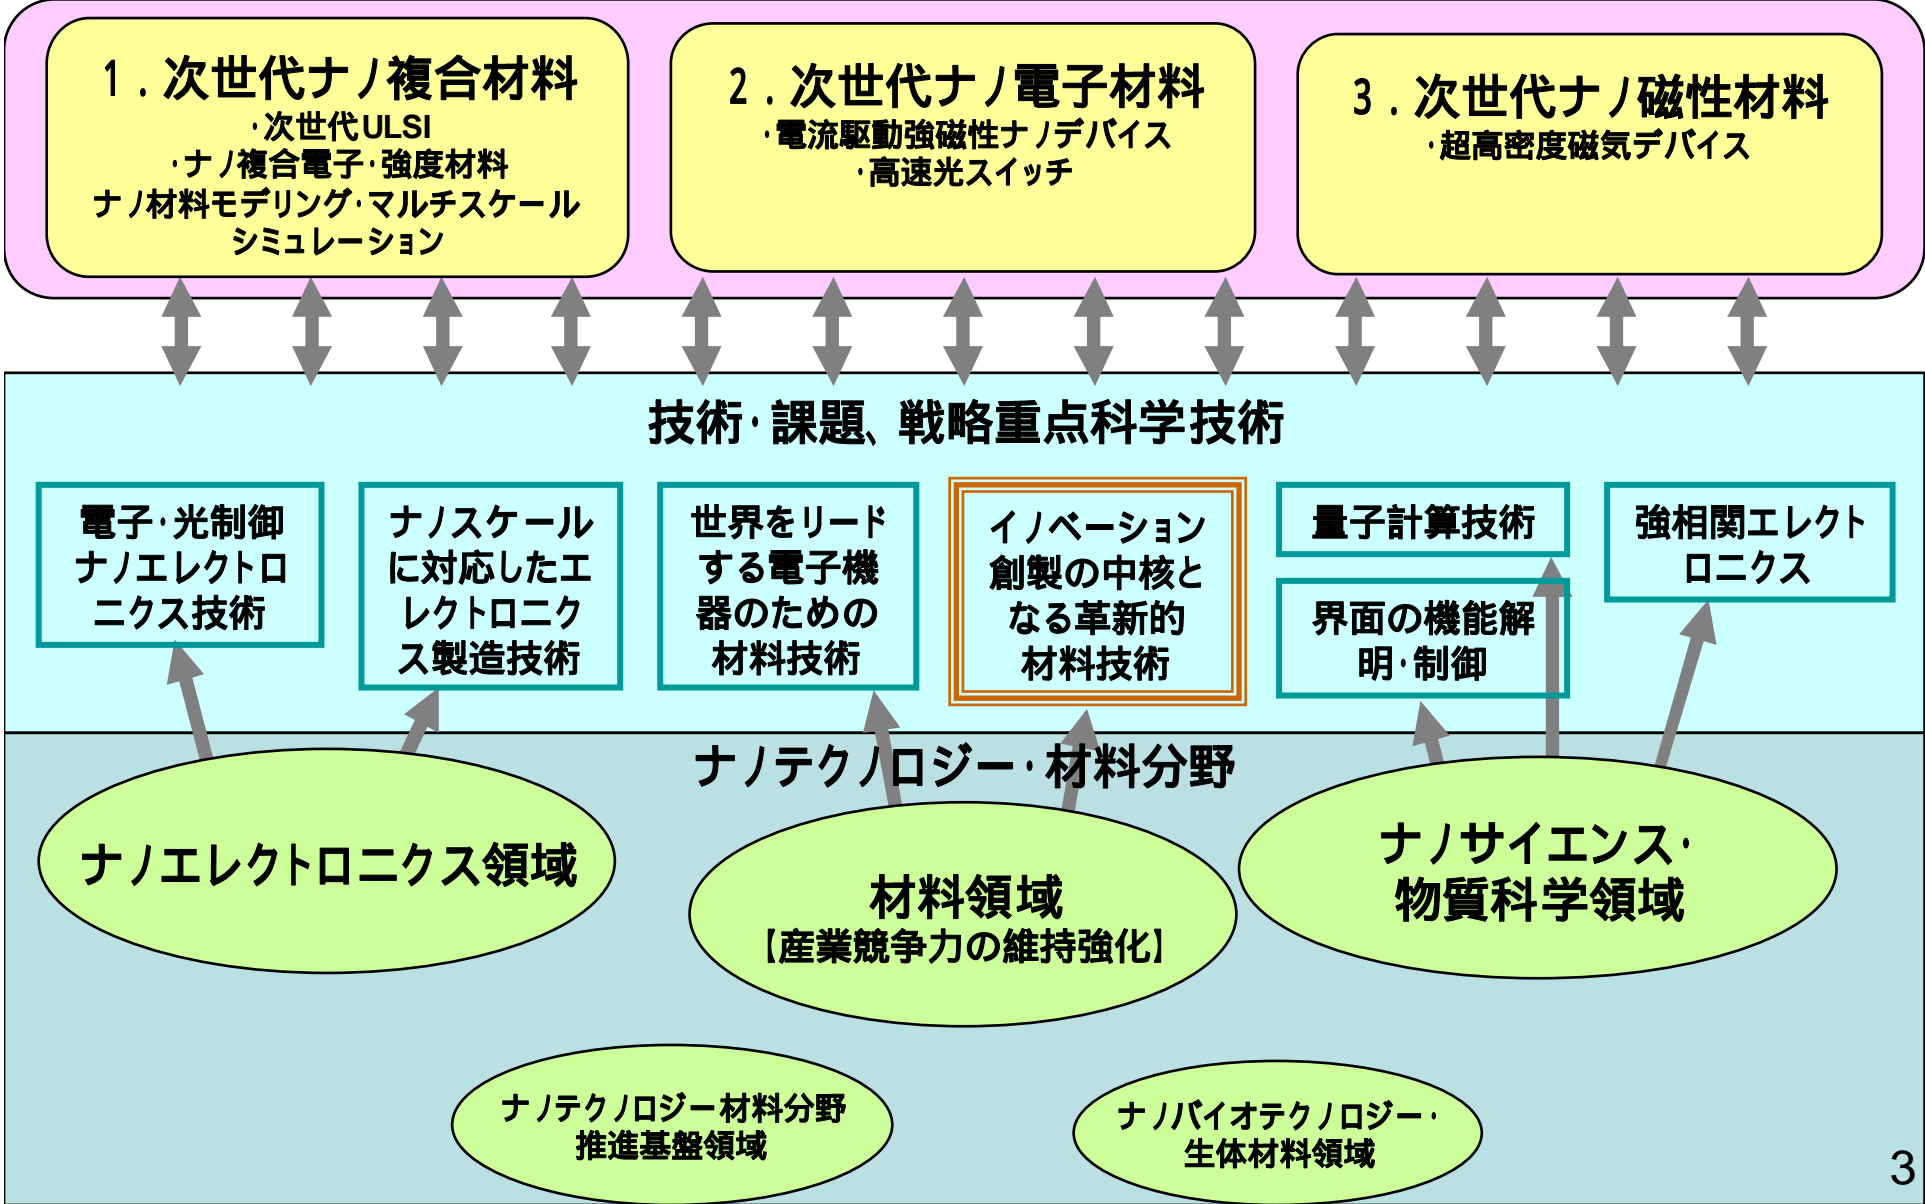 1．次世代ナノ複合材料
・次世代ULSI
・ナノ複合電子・強度材料
ナノ材料モデリング・マルチスケール
シミュレーション
2．次世代ナノ電子材料
・電流駆動強磁性ナノデバイス
・高速光スイッチ
3．次世代ナノ磁性材料
・超高密度磁気デバイス
技術・課題、戦略重点科学技術
電子・光制御
ナノエレクトロ
ニクス技術
ナノスケール
に対応したエ
レクトロニク
ス製造技術
世界をリード
する電子機
器のための
材料技術
イノベーション
創製の中核と
なる革新的
材料技術
量子計算技術
界面の機能解
明・制御
強相関エレクト
ロニクス
ナノテクノロジー・材料分野
ナノエレクトロニクス領域
材料領域
【産業競争力の維持強化】
ナノサイエンス・
物質科学領域
ナノテクノロジー材料分野
推進基盤領域
ナノバイオテクノロジー・
生体材料領域
3